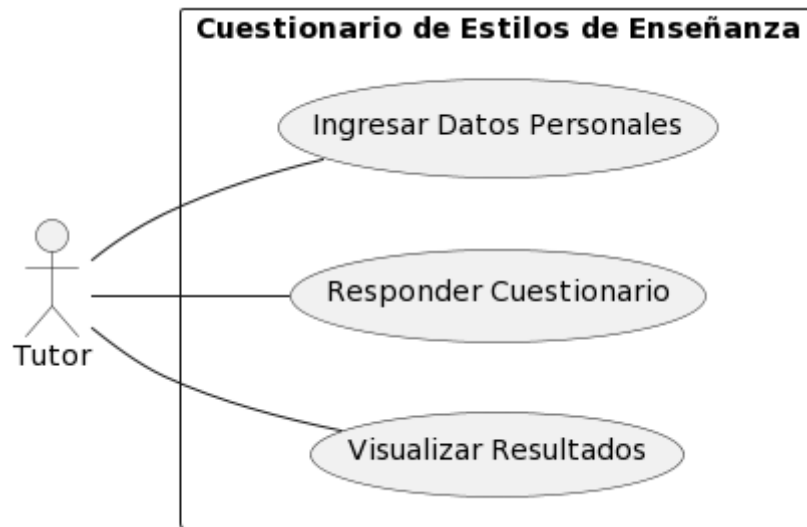 Cuestionario de Estilos de Enseñanza
Ingresar Datos Personales
Responder Cuestionario
Tutor
Visualizar Resultados